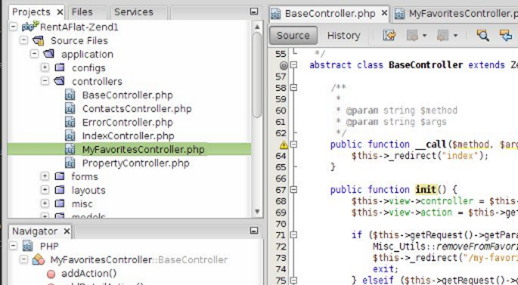 Projects × Files Services
RentAFlat-Zend1
Source Files
application
configs
controllers
BaseController.php
ContactsController.php
ErrorController.php
IndexController.php
MyFavoritesController.php
PropertyController.php
forms
layouts
misc
models
Navigator ×
PHP
MyFavoritesController::BaseController
addAction()
BaseController.php × MyFavoritesController.p
Source History
55 */
abstract class BaseController extends Ze
57
58 /**
59 *
60 * @param string $method
61 * @param string $args
62 */
public function __call($method, $ar
64 $this->_redirect("index");
65 }
66
67 public function init() {
68 $this->view->controller = $this-
69 $this->view->action = $this->get
70
71 if ($this->getRequest()->getPara
72 Misc_Utils::removeFromFavori
73 $this->_redirect("/my-favori
74 exit;
75 } elseif ($this->getRequest()->g